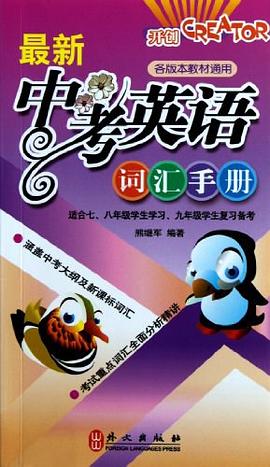 开创 CREATOR
最新
各版本教材通用
中考英语
词汇手册
适合七、八年级学生学习、九年级学生复习备考
熊继军 编著
涵盖中考大纲及新课标词汇
考试重点词汇全面分析精讲
外文出版社
FOREIGN LANGUAGES PRESS